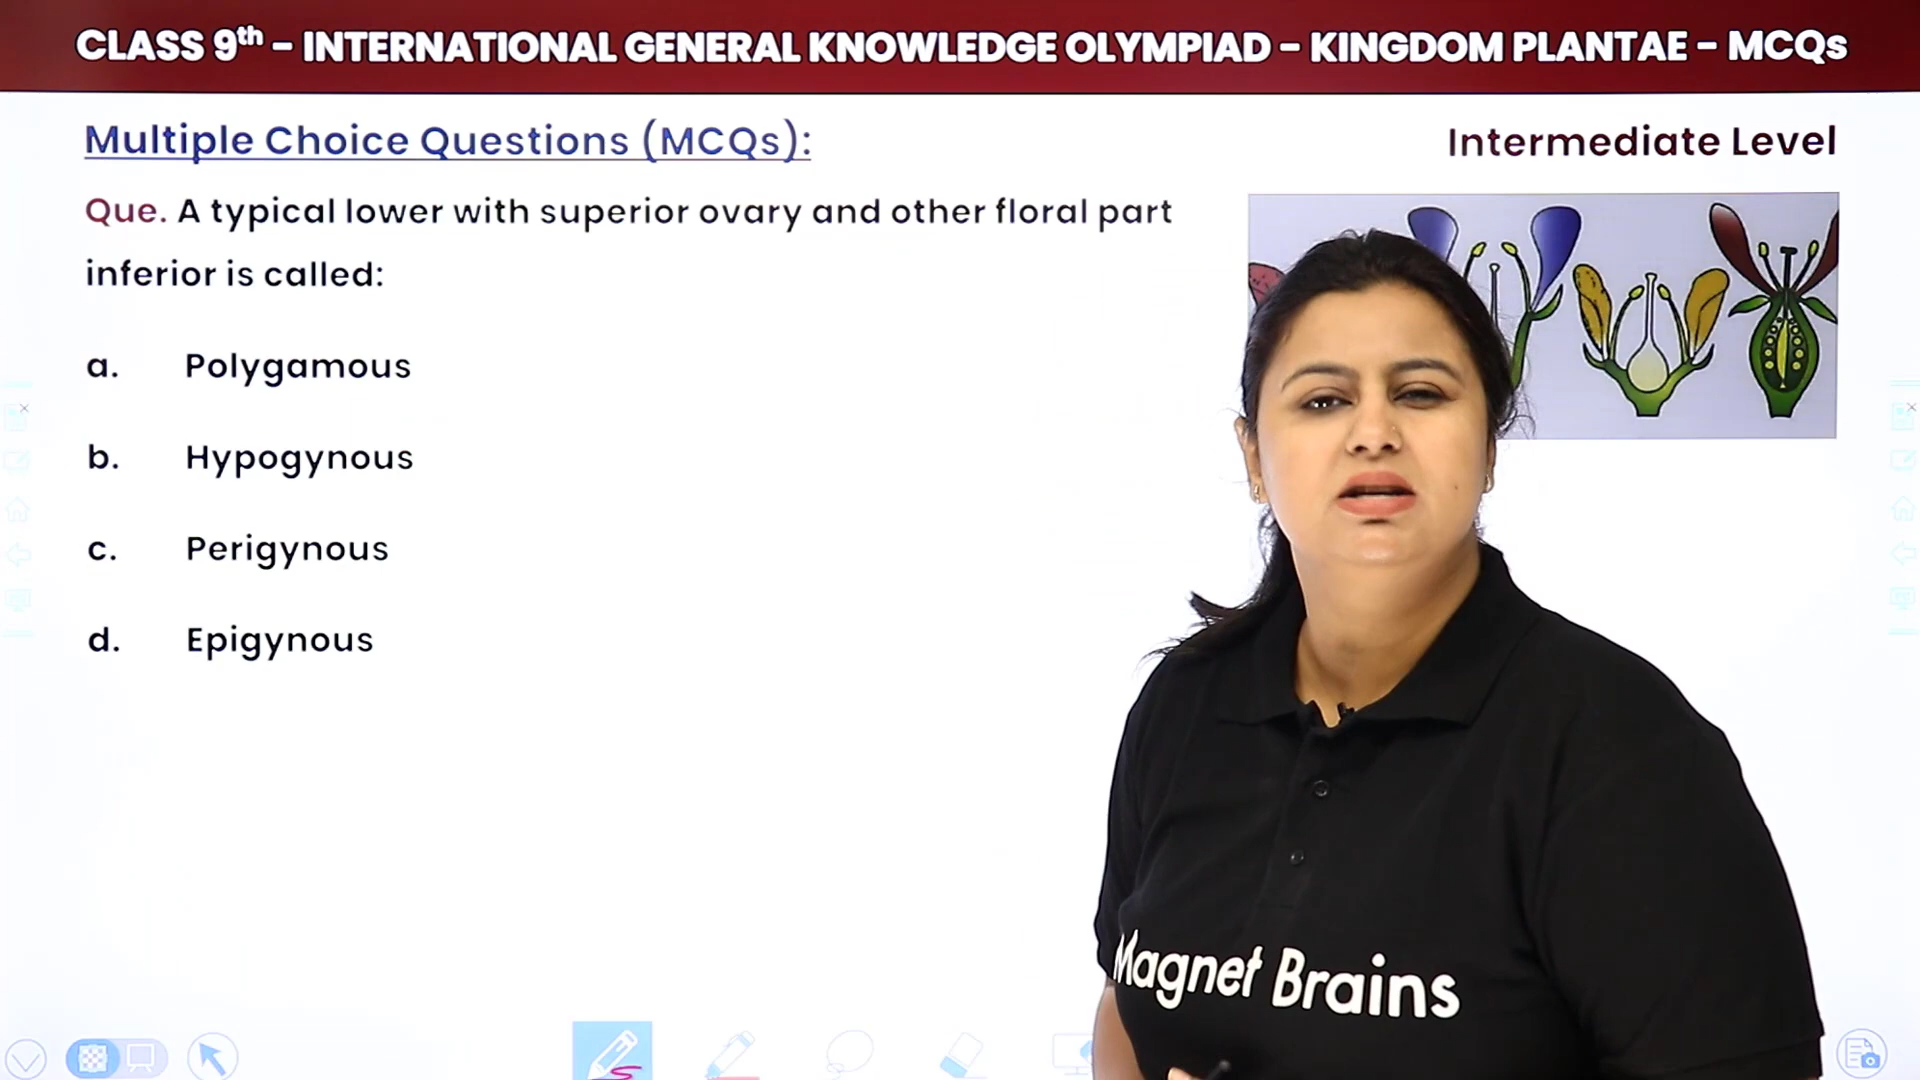 CLASS 9th – INTERNATIONAL GENERAL KNOWLEDGE OLYMPIAD – KINGDOM PLANTAE – MCQs
Multiple Choice Questions (MCQs):
Intermediate Level
Que. A typical lower with superior ovary and other floral part
inferior is called:
a. Polygamous
b. Hypogynous
c. Perigynous
d. Epigynous
Magnet Brains